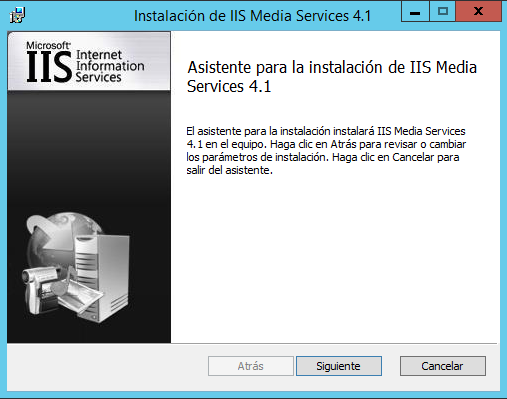 Instalación de IIS Media Services 4.1
Microsoft®
IIS Internet
Information
Services
Asistente para la instalación de IIS Media
Services 4.1
El asistente para la instalación instalará IIS Media Services
4.1 en el equipo. Haga clic en Atrás para revisar o cambiar
los parámetros de instalación. Haga clic en Cancelar para
salir del asistente.
Atrás Siguiente Cancelar